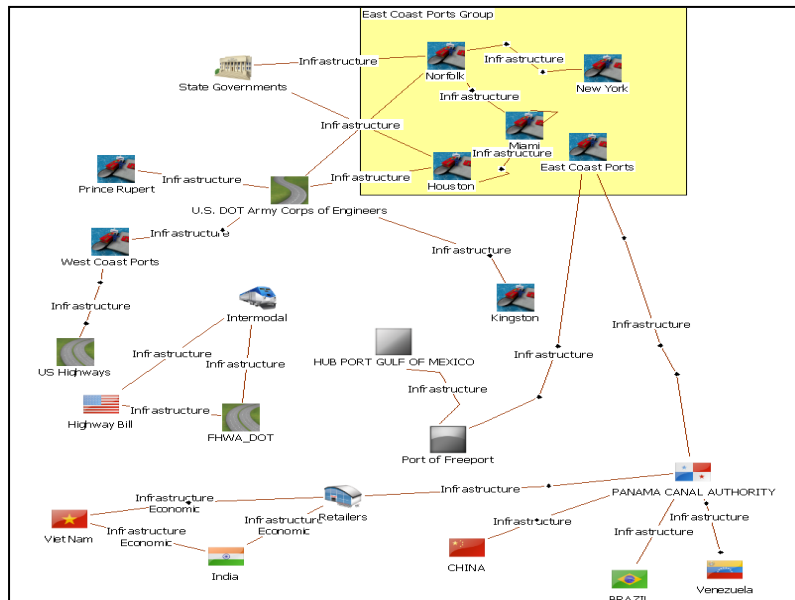 East Coast Ports Group
Infrastructure
Norfolk
Infrastructure
New York
State Governments
Infrastructure
Infrastructure
Miami
Infrastructure
East Coast Ports
Prince Rupert
Infrastructure
Infrastructure
Houston
U.S. DOT Army Corps of Engineers
Infrastructure
West Coast Ports
Infrastructure
Infrastructure
Kingston
Intermodal
Infrastructure
Infrastructure
Infrastructure
US Highways
HUB PORT GULF OF MEXICO
Infrastructure
Infrastructure
Infrastructure
Highway Bill
Infrastructure
FHWA_DOT
Port of Freeport
PANAMA CANAL AUTHORITY
Infrastructure
Infrastructure
Economic
Retailers
Viet Nam
Infrastructure
Economic
Infrastructure
Economic
India
Infrastructure
CHINA
Infrastructure
BRAZIL
Infrastructure
Venezuela